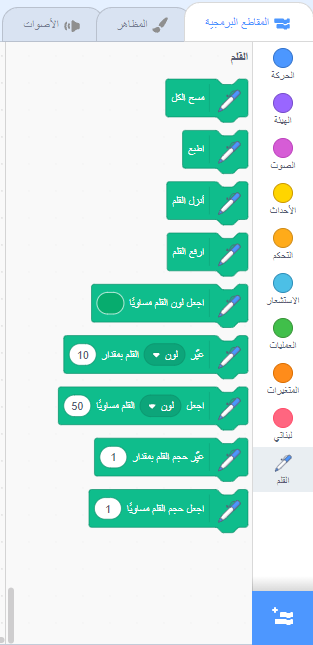 المقاطع البرمجية
المظاهر
الأصوات
الحركة
الهيئة
الصوت
الأحداث
التحكم
الاستشعار
العمليات
المتغيرات
لبناتي
القلم
القلم
مسح الكل
اطبع
أنزل القلم
ارفع القلم
اجعل لون القلم مساويًا
غيِّر لون القلم بمقدار 10
اجعل لون القلم مساويًا 50
غيِّر حجم القلم بمقدار 1
اجعل حجم القلم مساويًا 1